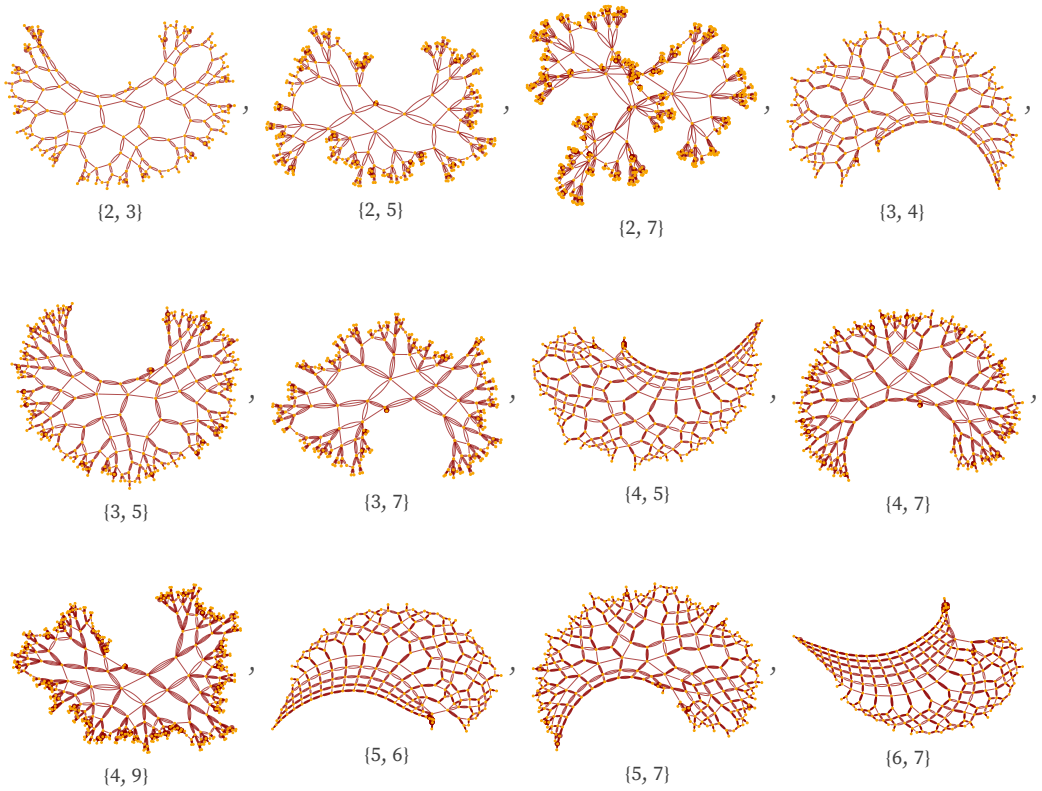 , , , ,
{2, 3} {2, 5} {2, 7} {3, 4}
, , , ,
{3, 5} {3, 7} {4, 5} {4, 7}
, , ,
{4, 9} {5, 6} {5, 7} {6, 7}